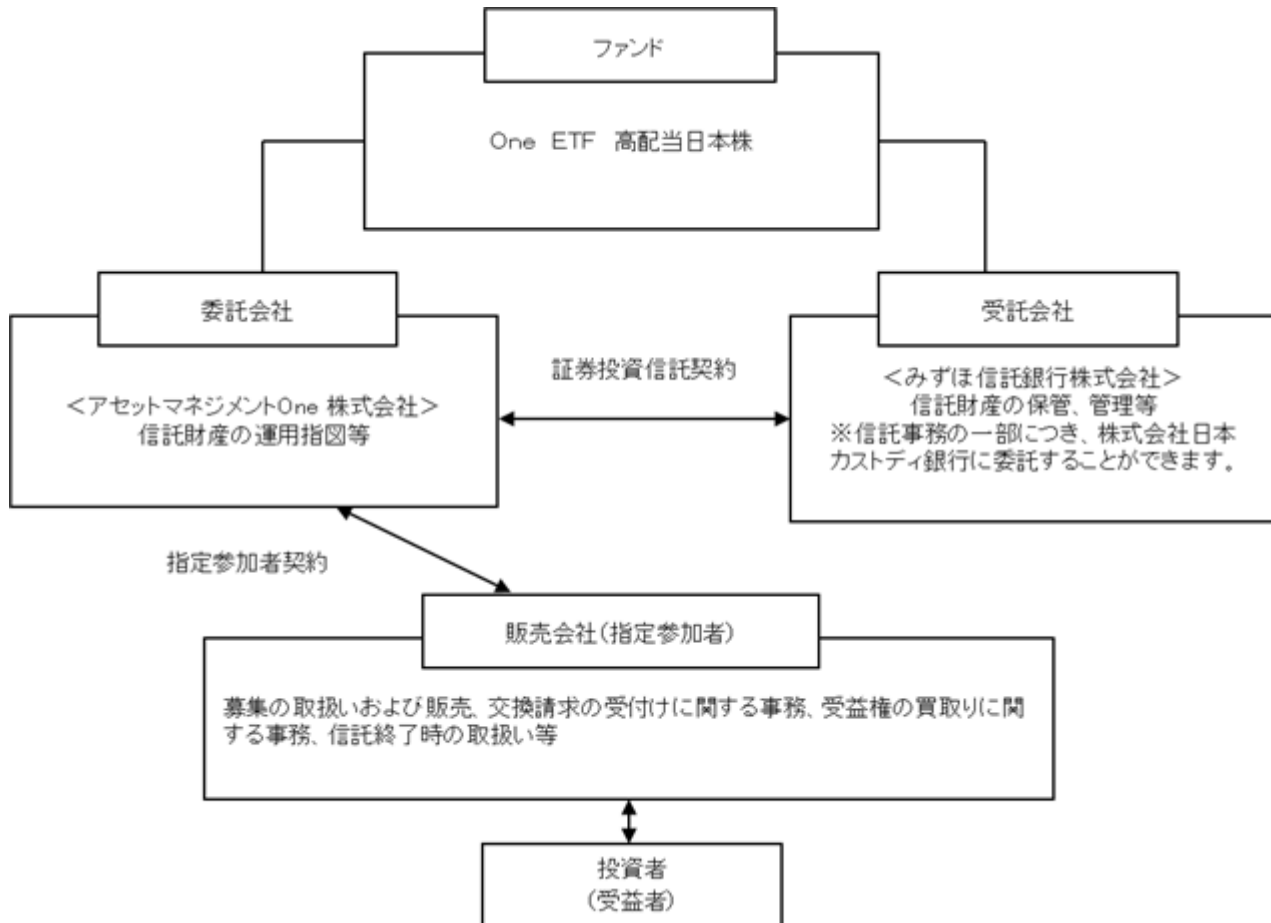 ファンド
One ETF 高配当日本株
委託会社
<アセットマネジメントOne 株式会社>
信託財産の運用指図等
証券投資信託契約
受託会社
<みずほ信託銀行株式会社>
信託財産の保管、管理等
※信託事務の一部につき、株式会社日本
カストディ銀行に委託することができます。
指定参加者契約
販売会社(指定参加者)
募集の取扱いおよび販売、交換請求の受付けに関する事務、受益権の買取りに関
する事務、信託終了時の取扱い等
投資者
(受益者)